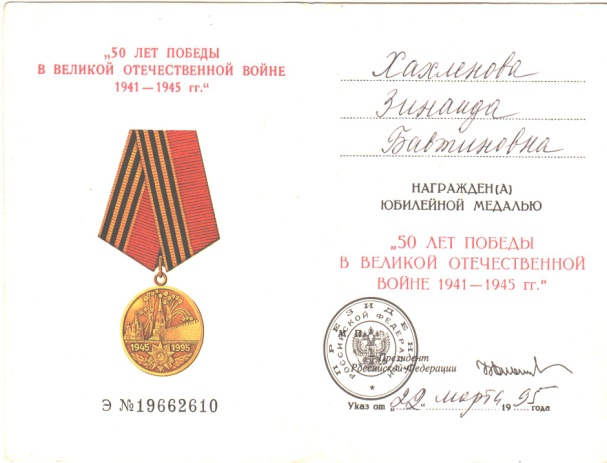 „50 ЛЕТ ПОБЕДЫ
В ВЕЛИКОЙ ОТЕЧЕСТВЕННОЙ ВОЙНЕ
1941—1945 гг.“
1945 1995
Э №19662610
Хахленова
Зинаида
Бавтиновна
НАГРАЖДЕН(А)
ЮБИЛЕЙНОЙ МЕДАЛЬЮ
„50 ЛЕТ ПОБЕДЫ
В ВЕЛИКОЙ ОТЕЧЕСТВЕННОЙ
ВОЙНЕ 1941—1945 гг.“
ПРЕЗИДЕНТ
РОССИЙСКОЙ ФЕДЕРАЦИИ
М. П.
Президент
Российской Федерации
Указ от „22“ марта 1995 года